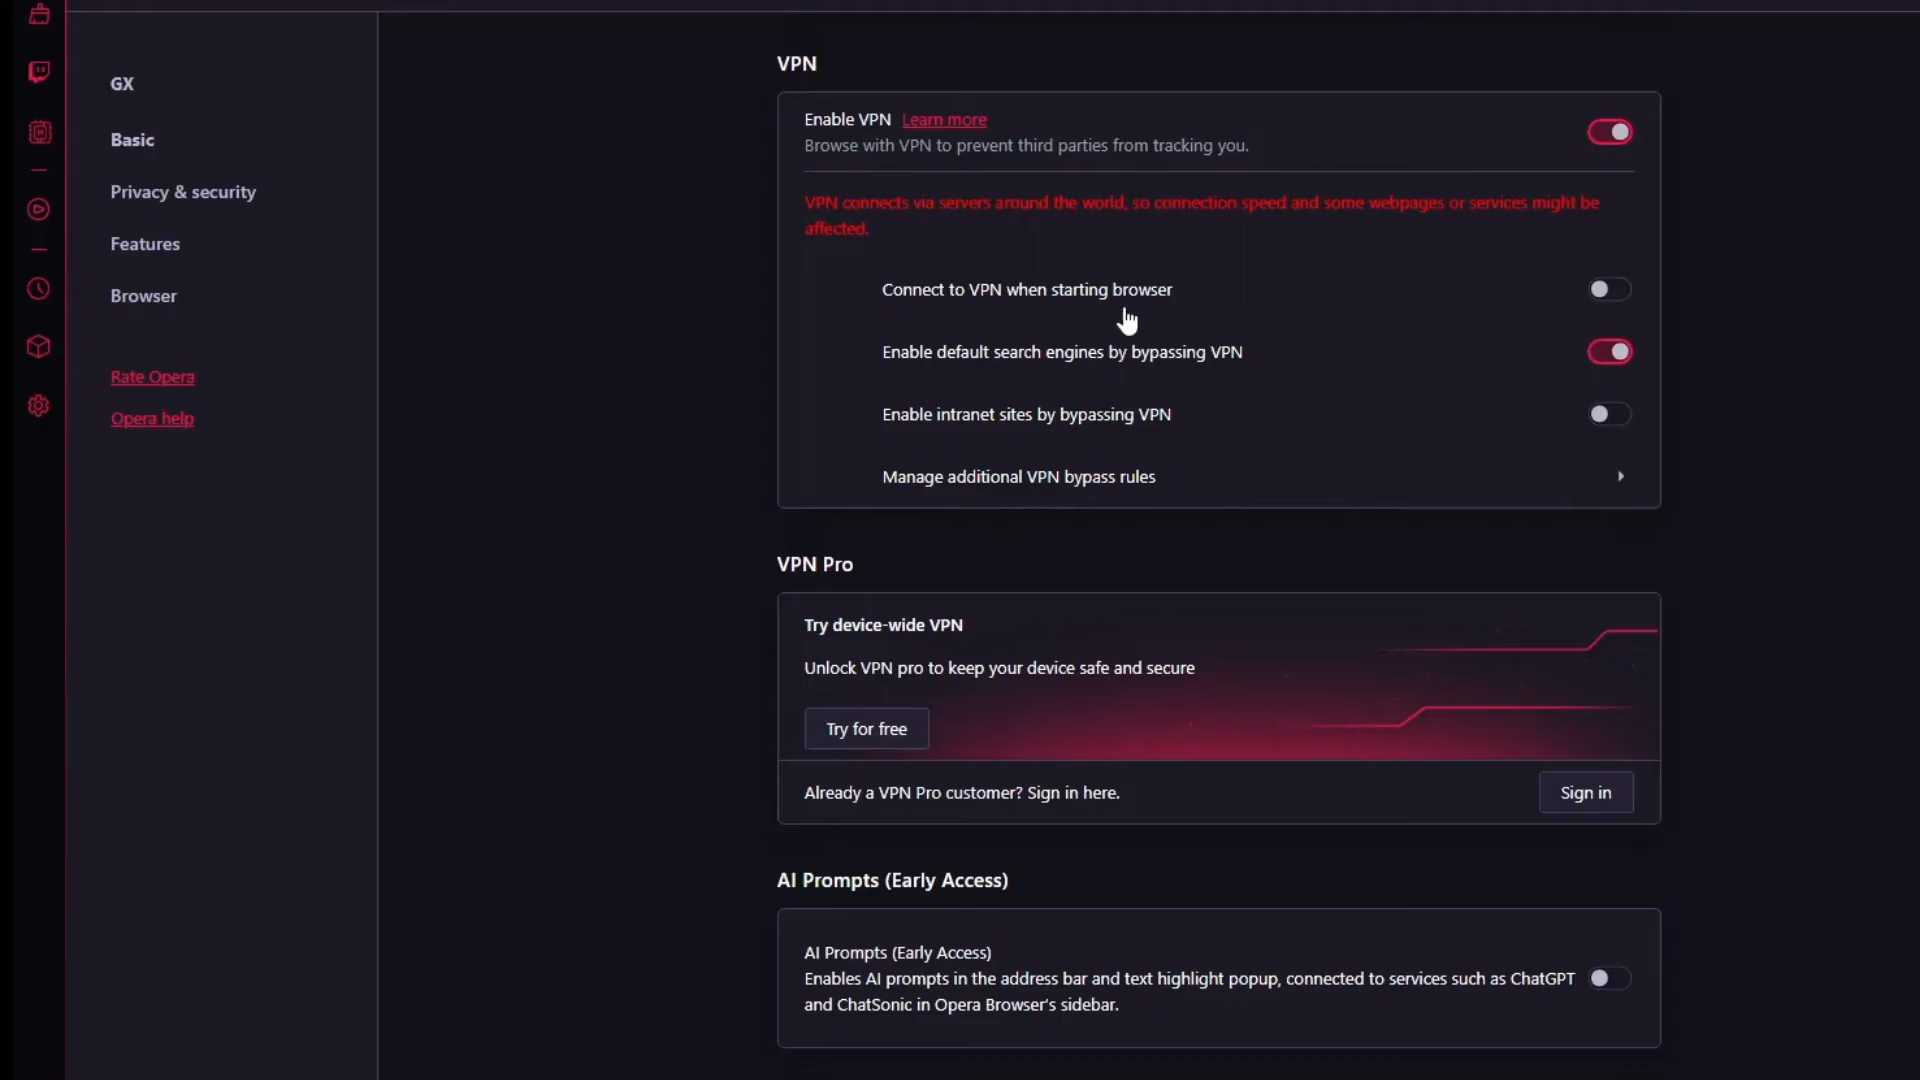 GX
Basic
Privacy & security
Features
Browser
Rate Opera
Opera help
VPN
Enable VPN Learn more
Browse with VPN to prevent third parties from tracking you.
VPN connects via servers around the world, so connection speed and some webpages or services might be
affected.
Connect to VPN when starting browser
Enable default search engines by bypassing VPN
Enable intranet sites by bypassing VPN
Manage additional VPN bypass rules
VPN Pro
Try device-wide VPN
Unlock VPN pro to keep your device safe and secure
Try for free
Already a VPN Pro customer? Sign in here.
Sign in
AI Prompts (Early Access)
AI Prompts (Early Access)
Enables AI prompts in the address bar and text highlight popup, connected to services such as ChatGPT
and ChatSonic in Opera Browser's sidebar.